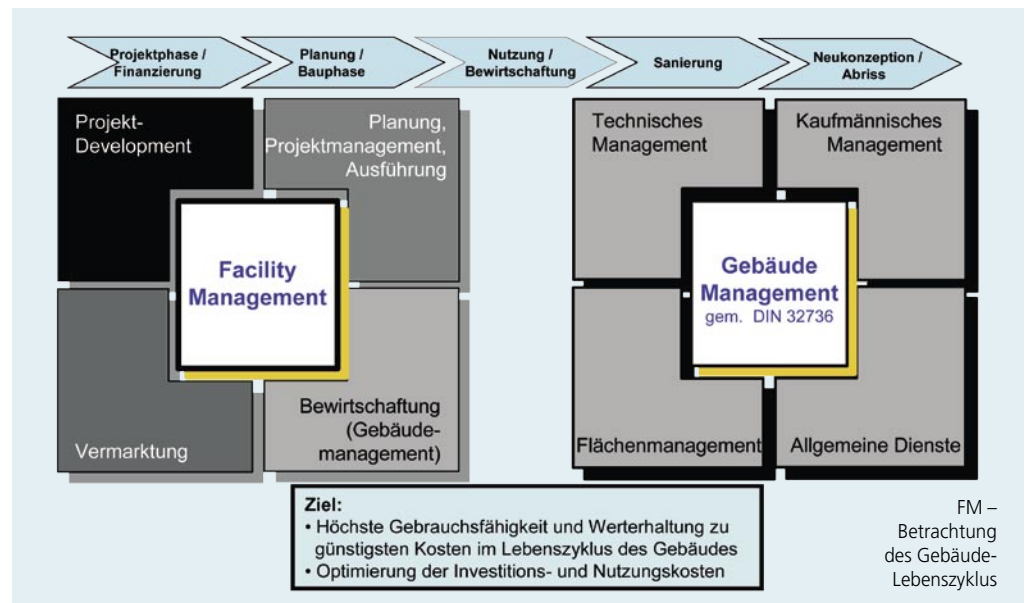 Projektphase /
Finanzierung
Planung /
Bauphase
Nutzung /
Bewirtschaftung
Sanierung
Neukonzeption /
Abriss
Projekt-
Development
Planung,
Projektmanagement,
Ausführung
Facility
Management
Vermarktung
Bewirtschaftung
(Gebäude-
management)
Technisches
Management
Kaufmännisches
Management
Gebäude
Management
gem. DIN 32736
Flächenmanagement
Allgemeine Dienste
Ziel:
• Höchste Gebrauchsfähigkeit und Werterhaltung zu
günstigsten Kosten im Lebenszyklus des Gebäudes
• Optimierung der Investitions- und Nutzungskosten
FM –
Betrachtung
des Gebäude-
Lebenszyklus